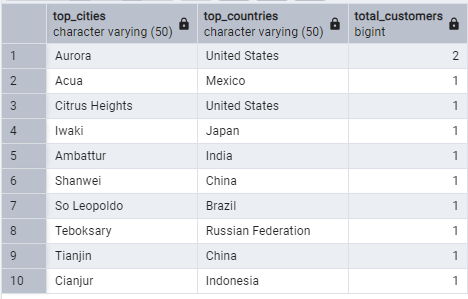 top_cities top_countries total_customers
character varying (50) character varying (50) bigint
1 Aurora United States 2
2 Acua Mexico 1
3 Citrus Heights United States 1
4 Iwaki Japan 1
5 Ambattur India 1
6 Shanwei China 1
7 So Leopoldo Brazil 1
8 Teboksary Russian Federation 1
9 Tianjin China 1
10 Cianjur Indonesia 1